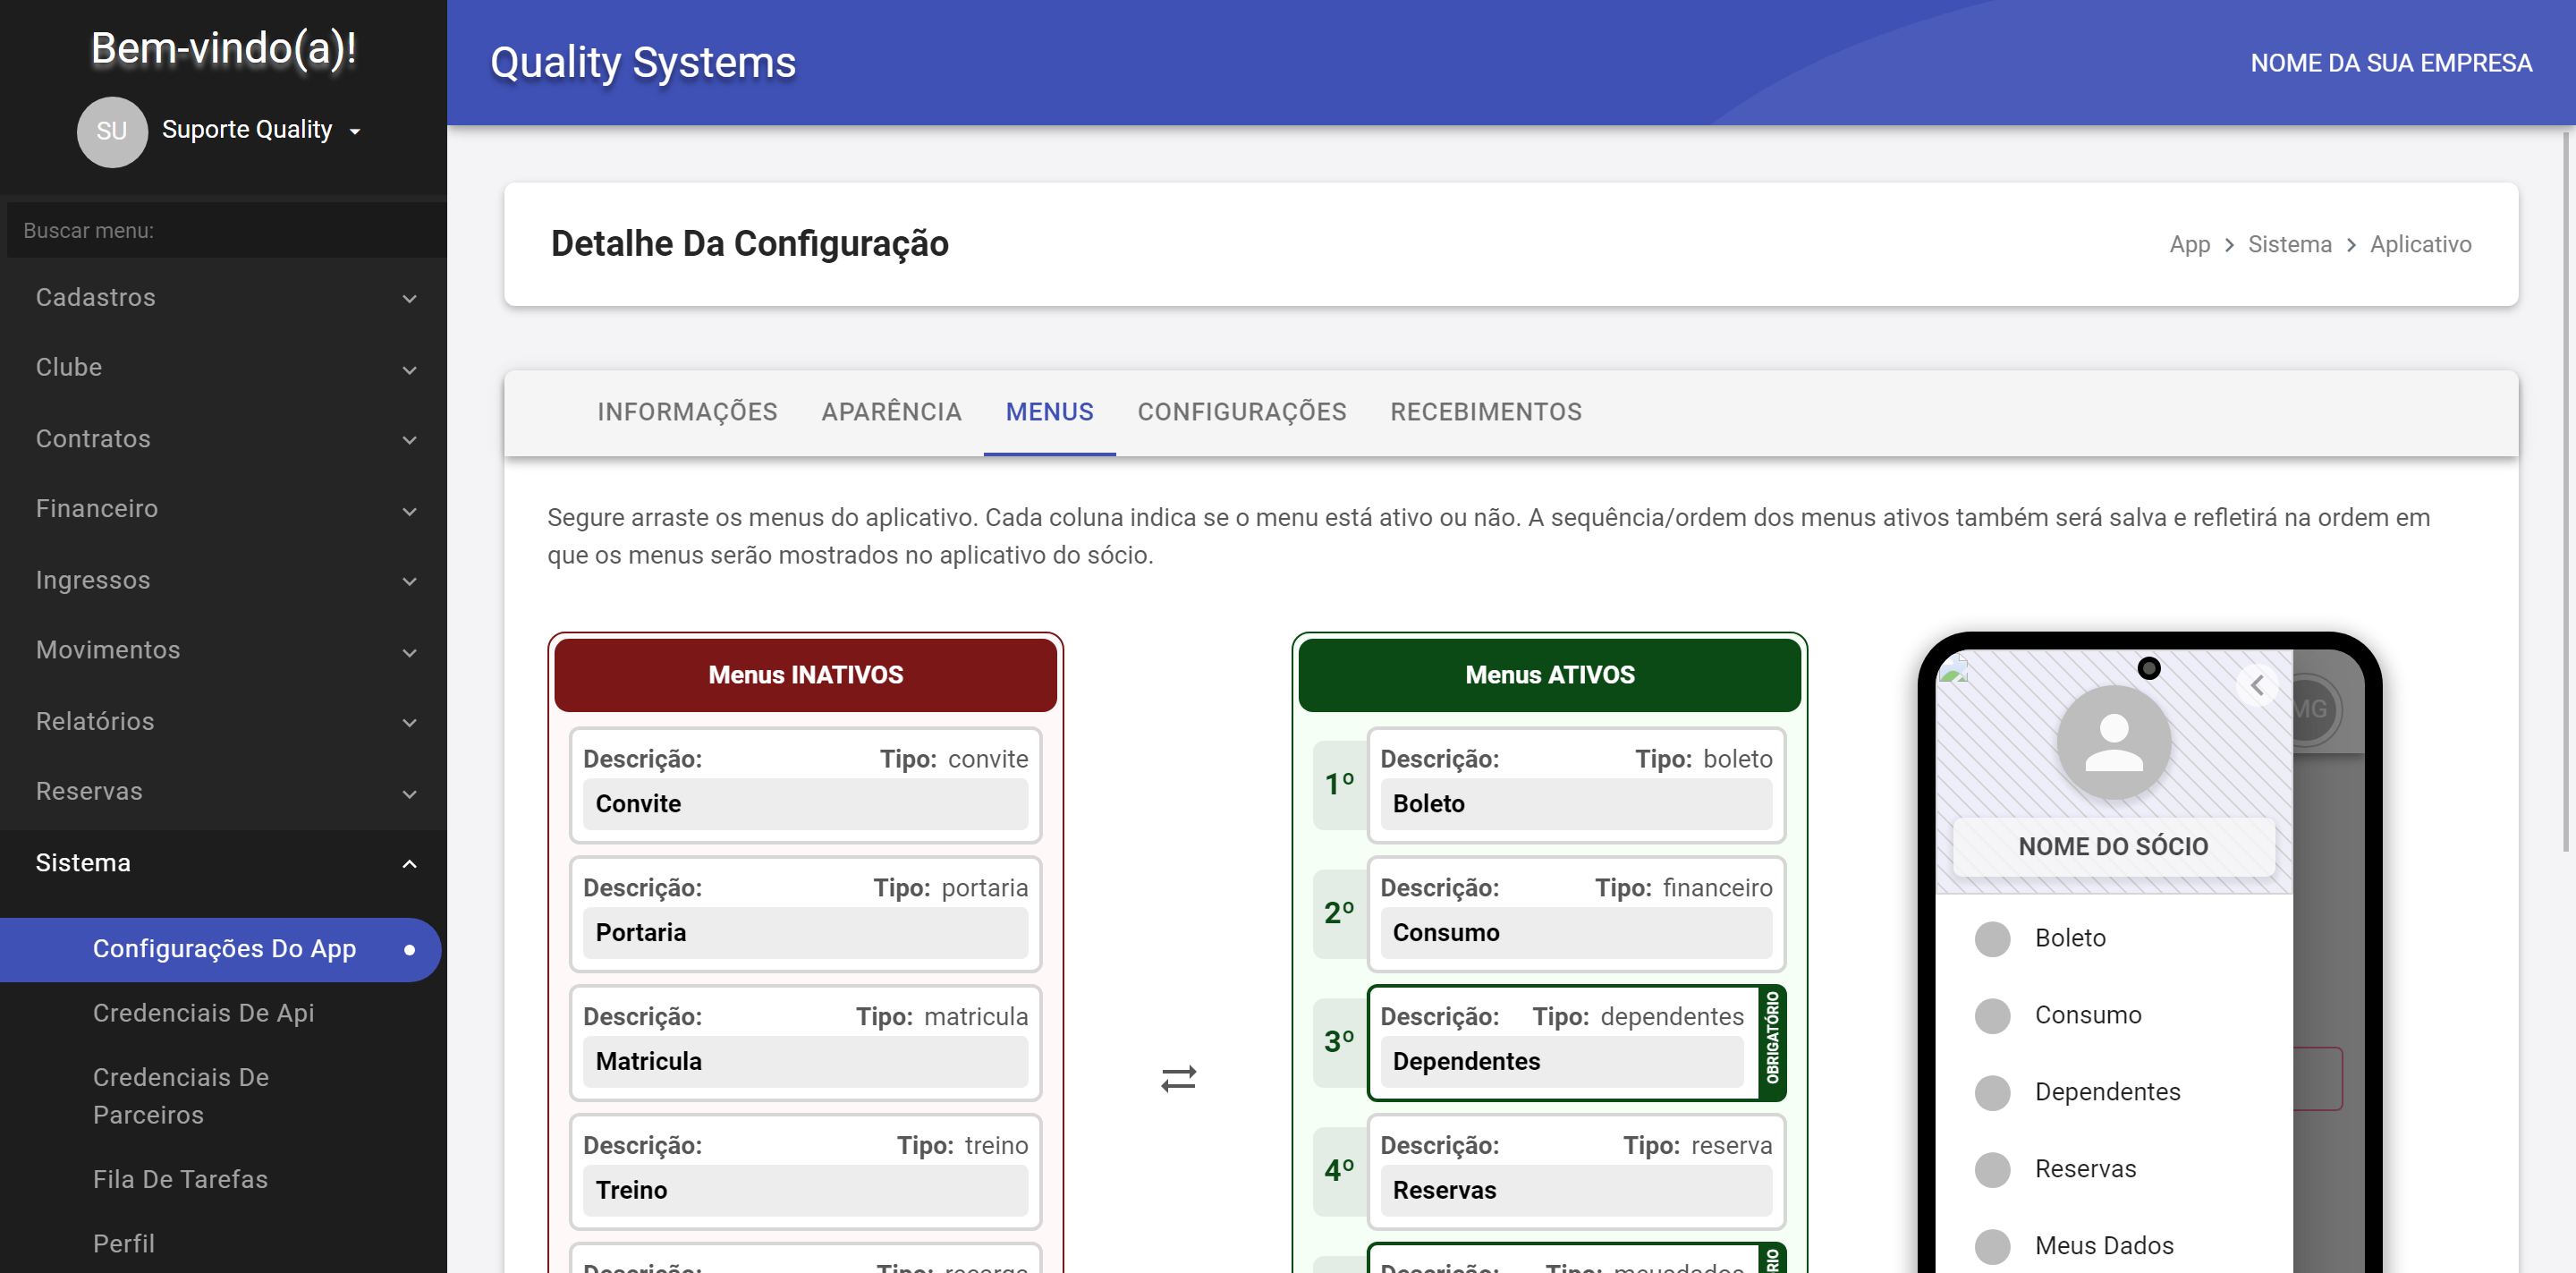 Bem-vindo(a)!
SU
Suporte Quality
Buscar menu:
Cadastros
Clube
Contratos
Financeiro
Ingressos
Movimentos
Relatórios
Reservas
Sistema
Configurações Do App
Credenciais De Api
Credenciais De
Parceiros
Fila De Tarefas
Perfil
Quality Systems
NOME DA SUA EMPRESA
Detalhe Da Configuração
App > Sistema > Aplicativo
INFORMAÇÕES APARÊNCIA MENUS CONFIGURAÇÕES RECEBIMENTOS
Segure arraste os menus do aplicativo. Cada coluna indica se o menu está ativo ou não. A sequência/ordem dos menus ativos também será salva e refletirá na ordem em
que os menus serão mostrados no aplicativo do sócio.
Menus INATIVOS
Descrição: Tipo: convite
Convite
Descrição: Tipo: portaria
Portaria
Descrição: Tipo: matricula
Matricula
Descrição: Tipo: treino
Treino
Descrição: Tipo: recarga
Menus ATIVOS
1º
Descrição: Tipo: boleto
Boleto
2º
Descrição: Tipo: financeiro
Consumo
3º
Descrição: Tipo: dependentes
Dependentes
OBRIGATÓRIO
4º
Descrição: Tipo: reserva
Reservas
Descrição: Tipo: meusdados
MG
NOME DO SÓCIO
Boleto
Consumo
Dependentes
Reservas
Meus Dados